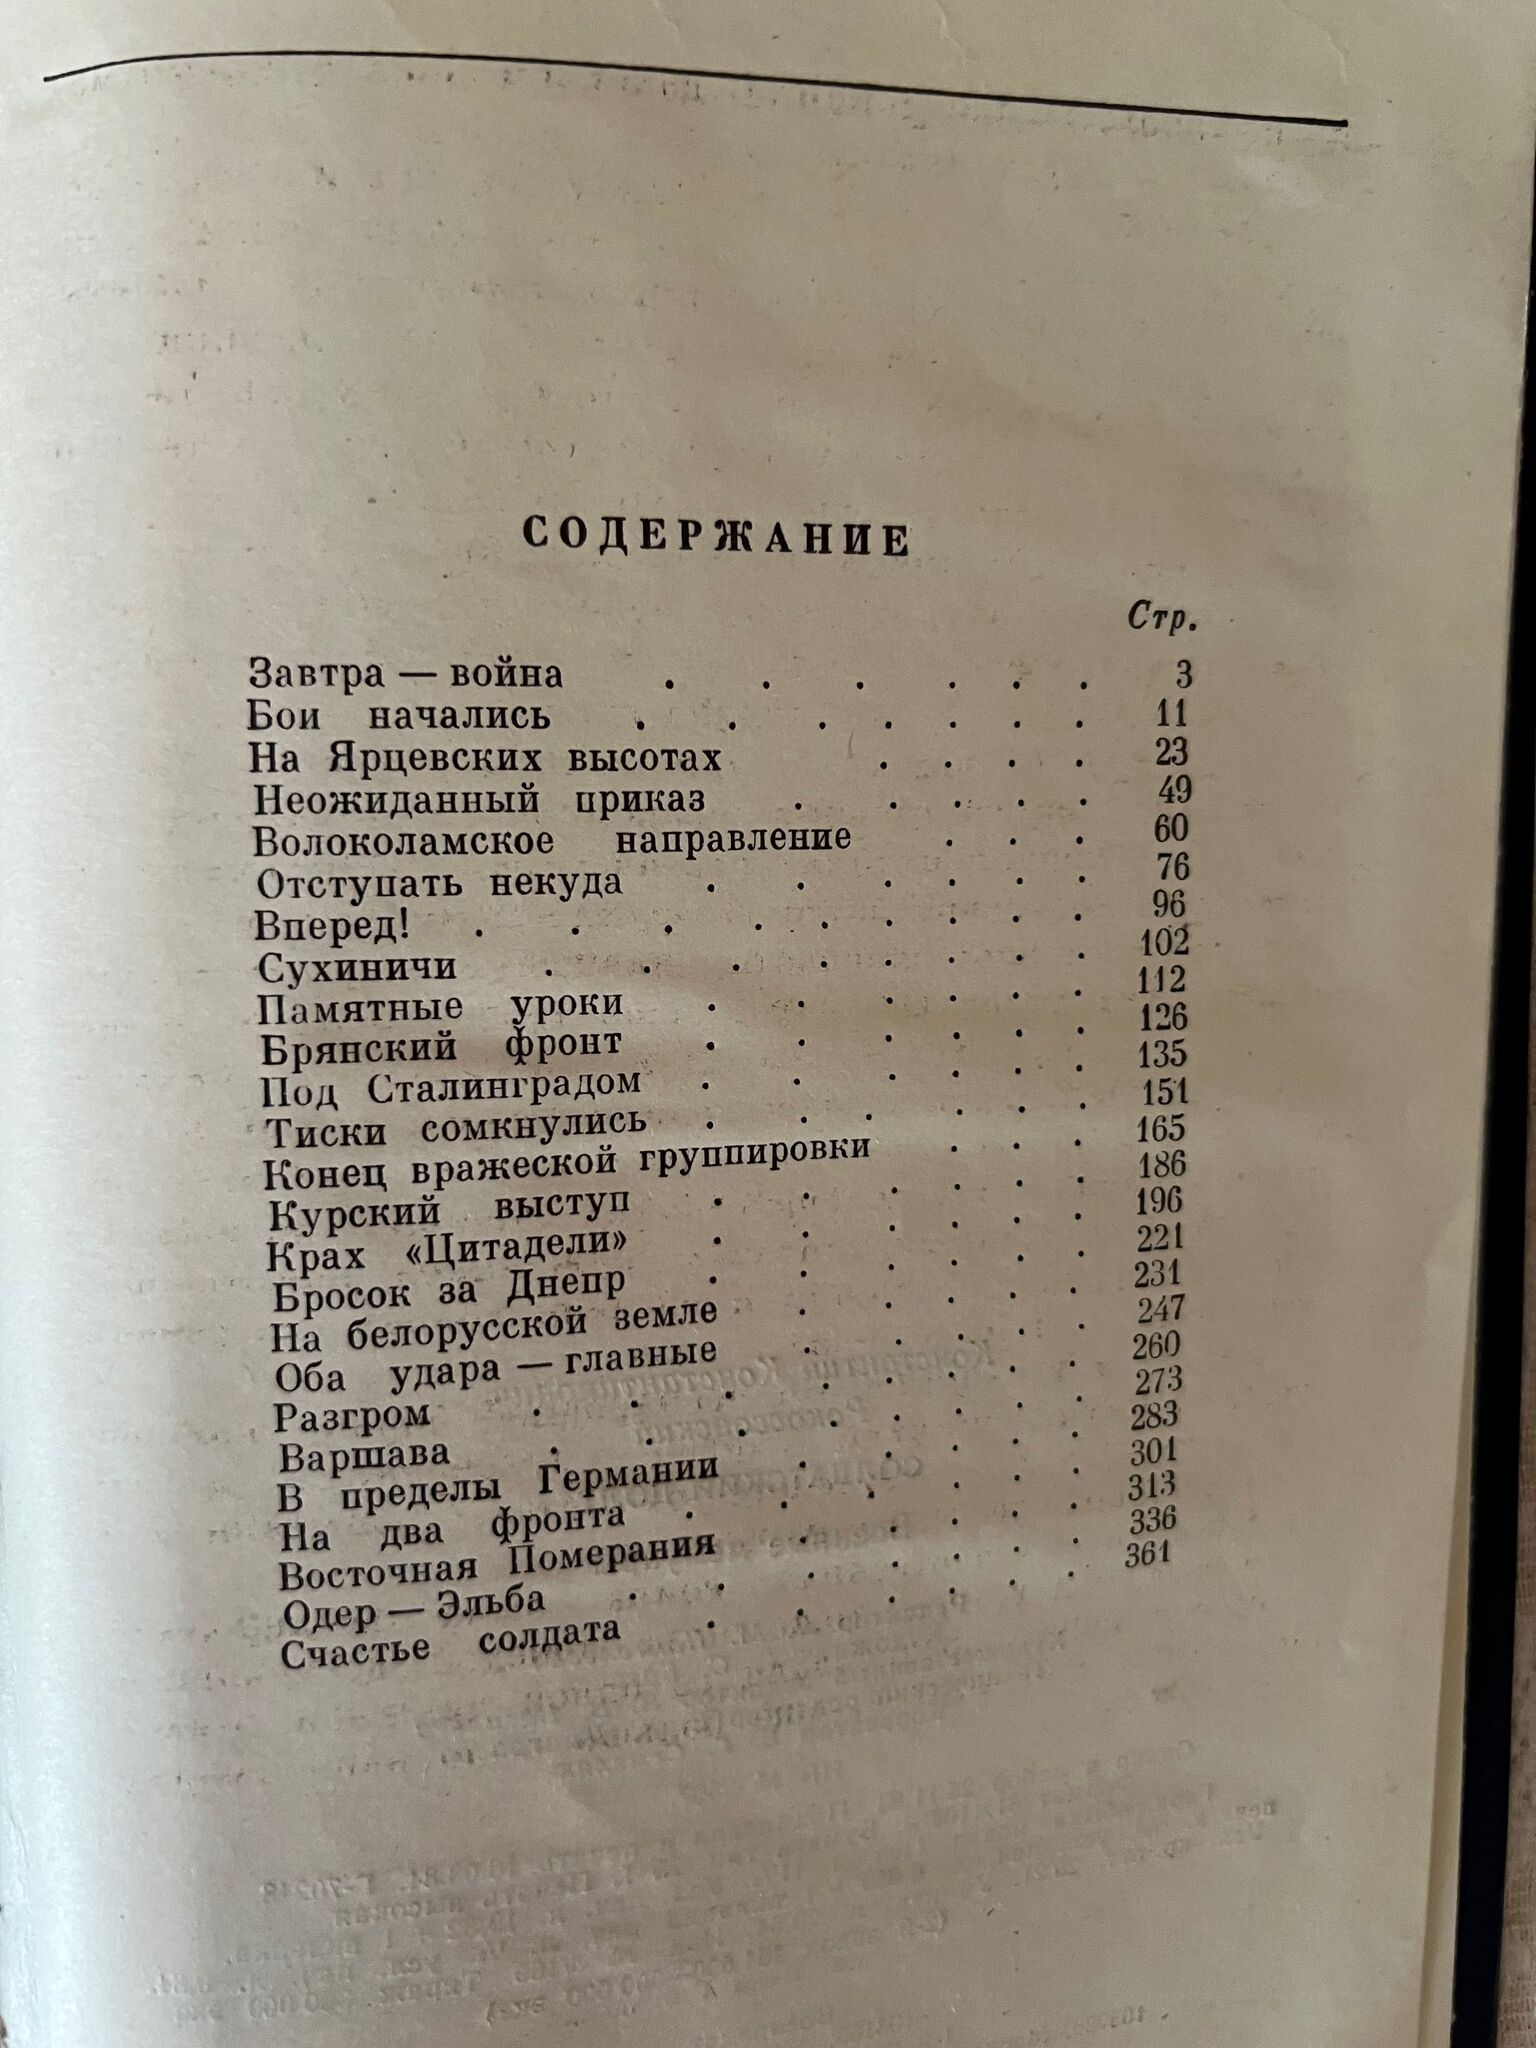 СОДЕРЖАНИЕ
Стр.
Завтра — война . . . . . . 3
Бои начались . . . . . . . 11
На Ярцевских высотах . . . . 23
Неожиданный приказ . . . . . 49
Волоколамское направление . . . 60
Отступать некуда . . . . . . 76
Вперед! . . . . . . . . . 96
Сухиничи . . . . . . . . 102
Памятные уроки . . . . . . 112
Брянский фронт . . . . . . 126
Под Сталинградом . . . . . . 135
Тиски сомкнулись . . . . . . 151
Конец вражеской группировки . . . 165
Курский выступ . . . . . . 186
Крах «Цитадели» . . . . . . 196
Бросок за Днепр . . . . . . 221
На белорусской земле . . . . . 231
Оба удара — главные . . . . . 247
Разгром . . . . . . . . 260
Варшава . . . . . . . . 273
В пределы Германии . . . . . 283
На два фронта . . . . . . 301
Восточная Померания . . . . . 313
Одер — Эльба . . . . . . . 336
Счастье солдата . . . . . . 361